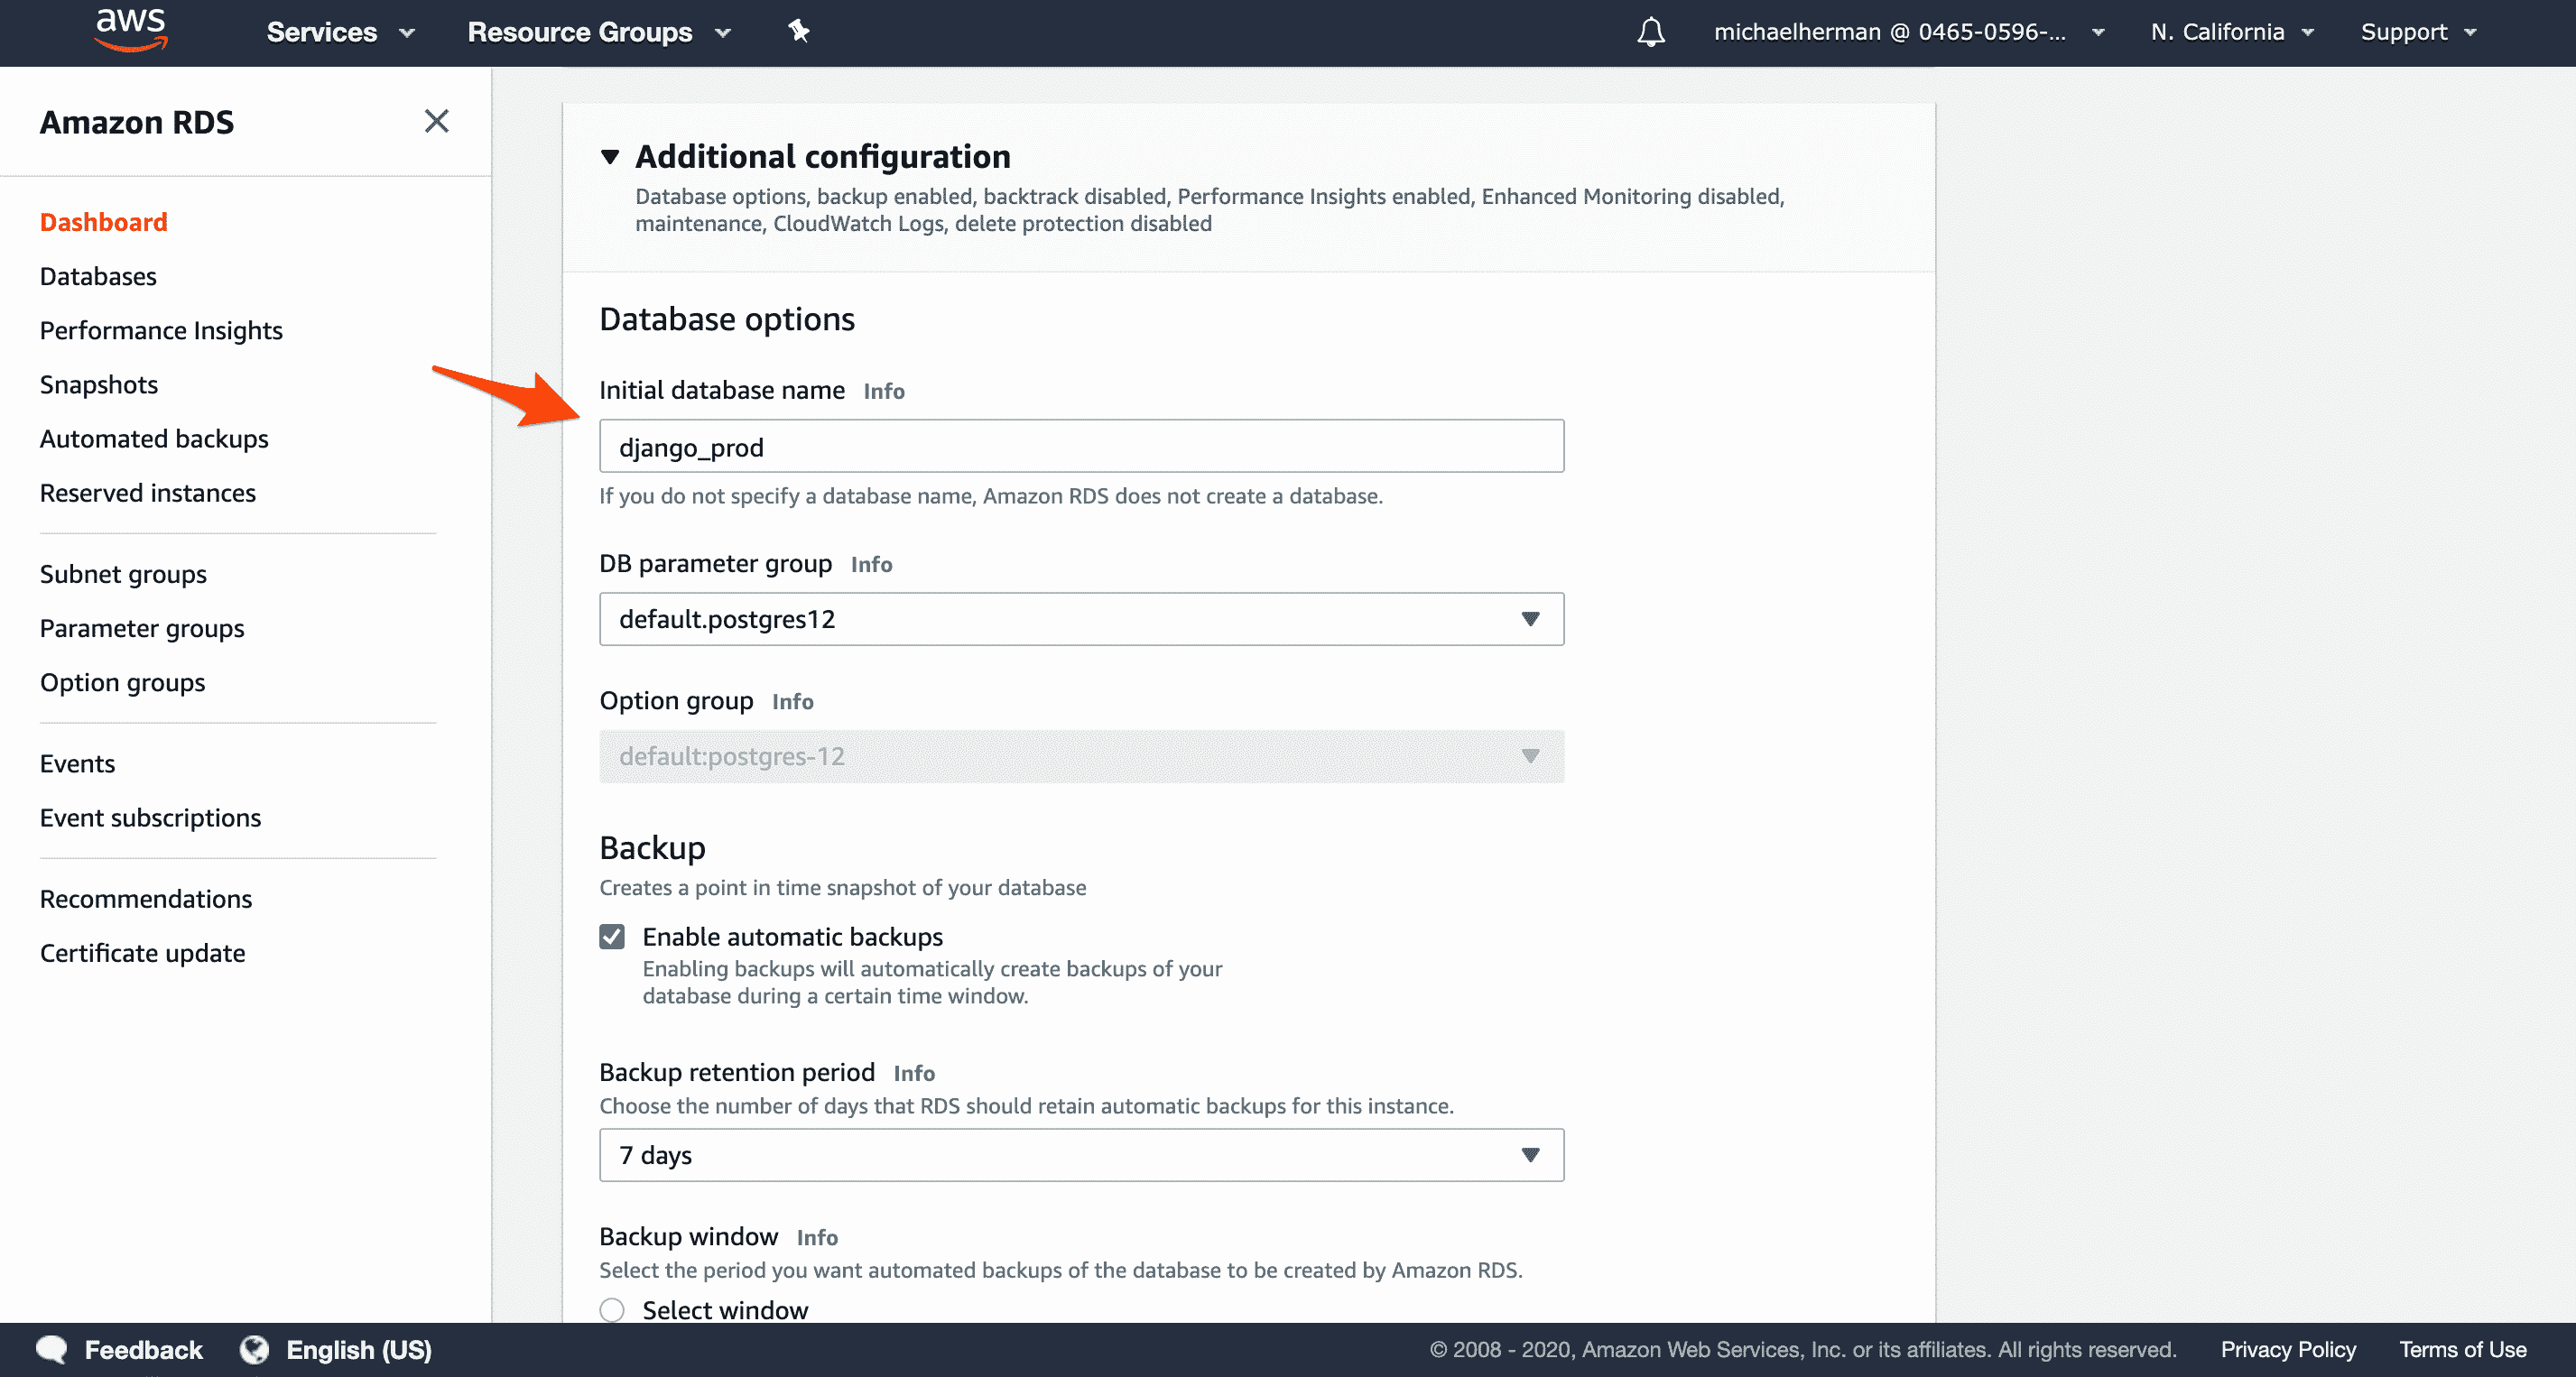 aws Services Resource Groups michaelherman @ 0465-0596-... N. California Support
Amazon RDS
Dashboard
Databases
Performance Insights
Snapshots
Automated backups
Reserved instances
Subnet groups
Parameter groups
Option groups
Events
Event subscriptions
Recommendations
Certificate update
Additional configuration
Database options, backup enabled, backtrack disabled, Performance Insights enabled, Enhanced Monitoring disabled,
maintenance, CloudWatch Logs, delete protection disabled
Database options
Initial database name Info
django_prod
If you do not specify a database name, Amazon RDS does not create a database.
DB parameter group Info
default.postgres12
Option group Info
default:postgres-12
Backup
Creates a point in time snapshot of your database
Enable automatic backups
Enabling backups will automatically create backups of your
database during a certain time window.
Backup retention period Info
Choose the number of days that RDS should retain automatic backups for this instance.
7 days
Backup window Info
Select the period you want automated backups of the database to be created by Amazon RDS.
Select window
Feedback English (US) © 2008 - 2020, Amazon Web Services, Inc. or its affiliates. All rights reserved. Privacy Policy Terms of Use